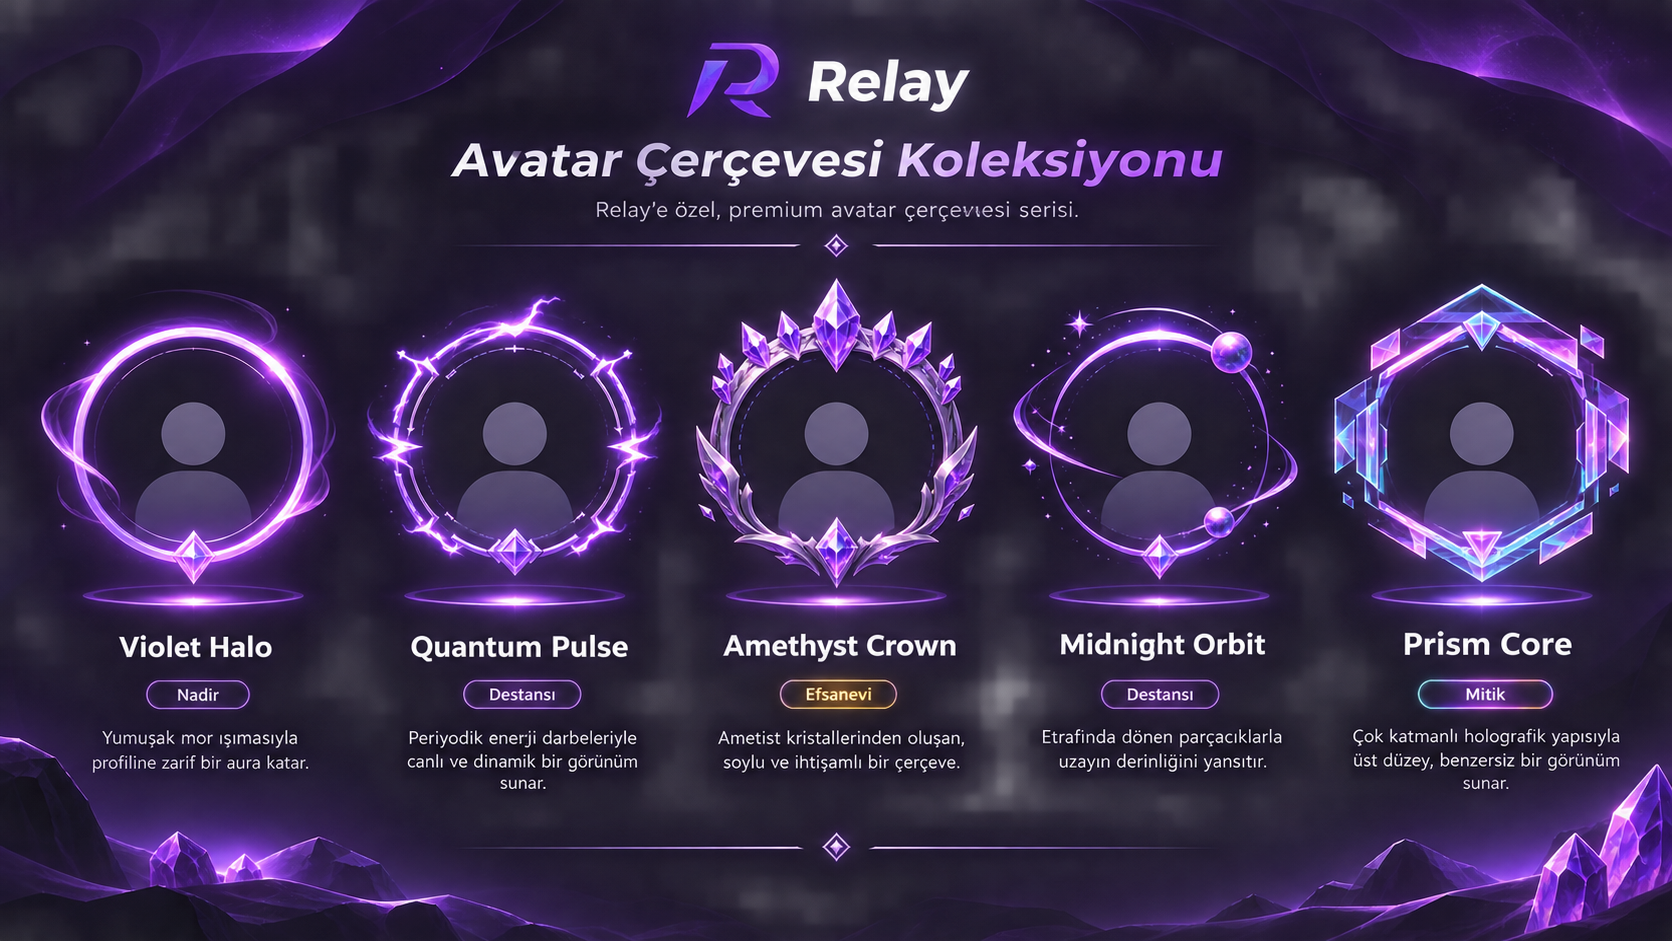 Relay
Avatar Çerçevesi Koleksiyonu
Relay'e özel, premium avatar çerçevesi serisi.
Violet Halo
Nadir
Yumuşak mor ışımasıyla
profiline zarif bir aura katar.
Quantum Pulse
Destansı
Periyodik enerji darbeleriyle
canlı ve dinamik bir görünüm
sunar.
Amethyst Crown
Efsanevi
Ametist kristallerinden oluşan,
soylu ve ihtişamlı bir çerçeve.
Midnight Orbit
Destansı
Etrafında dönen parçacıklarla
uzayın derinliğini yansıtır.
Prism Core
Mitik
Çok katmanlı holografik yapısıyla
üst düzey, benzersiz bir görünüm
sunar.